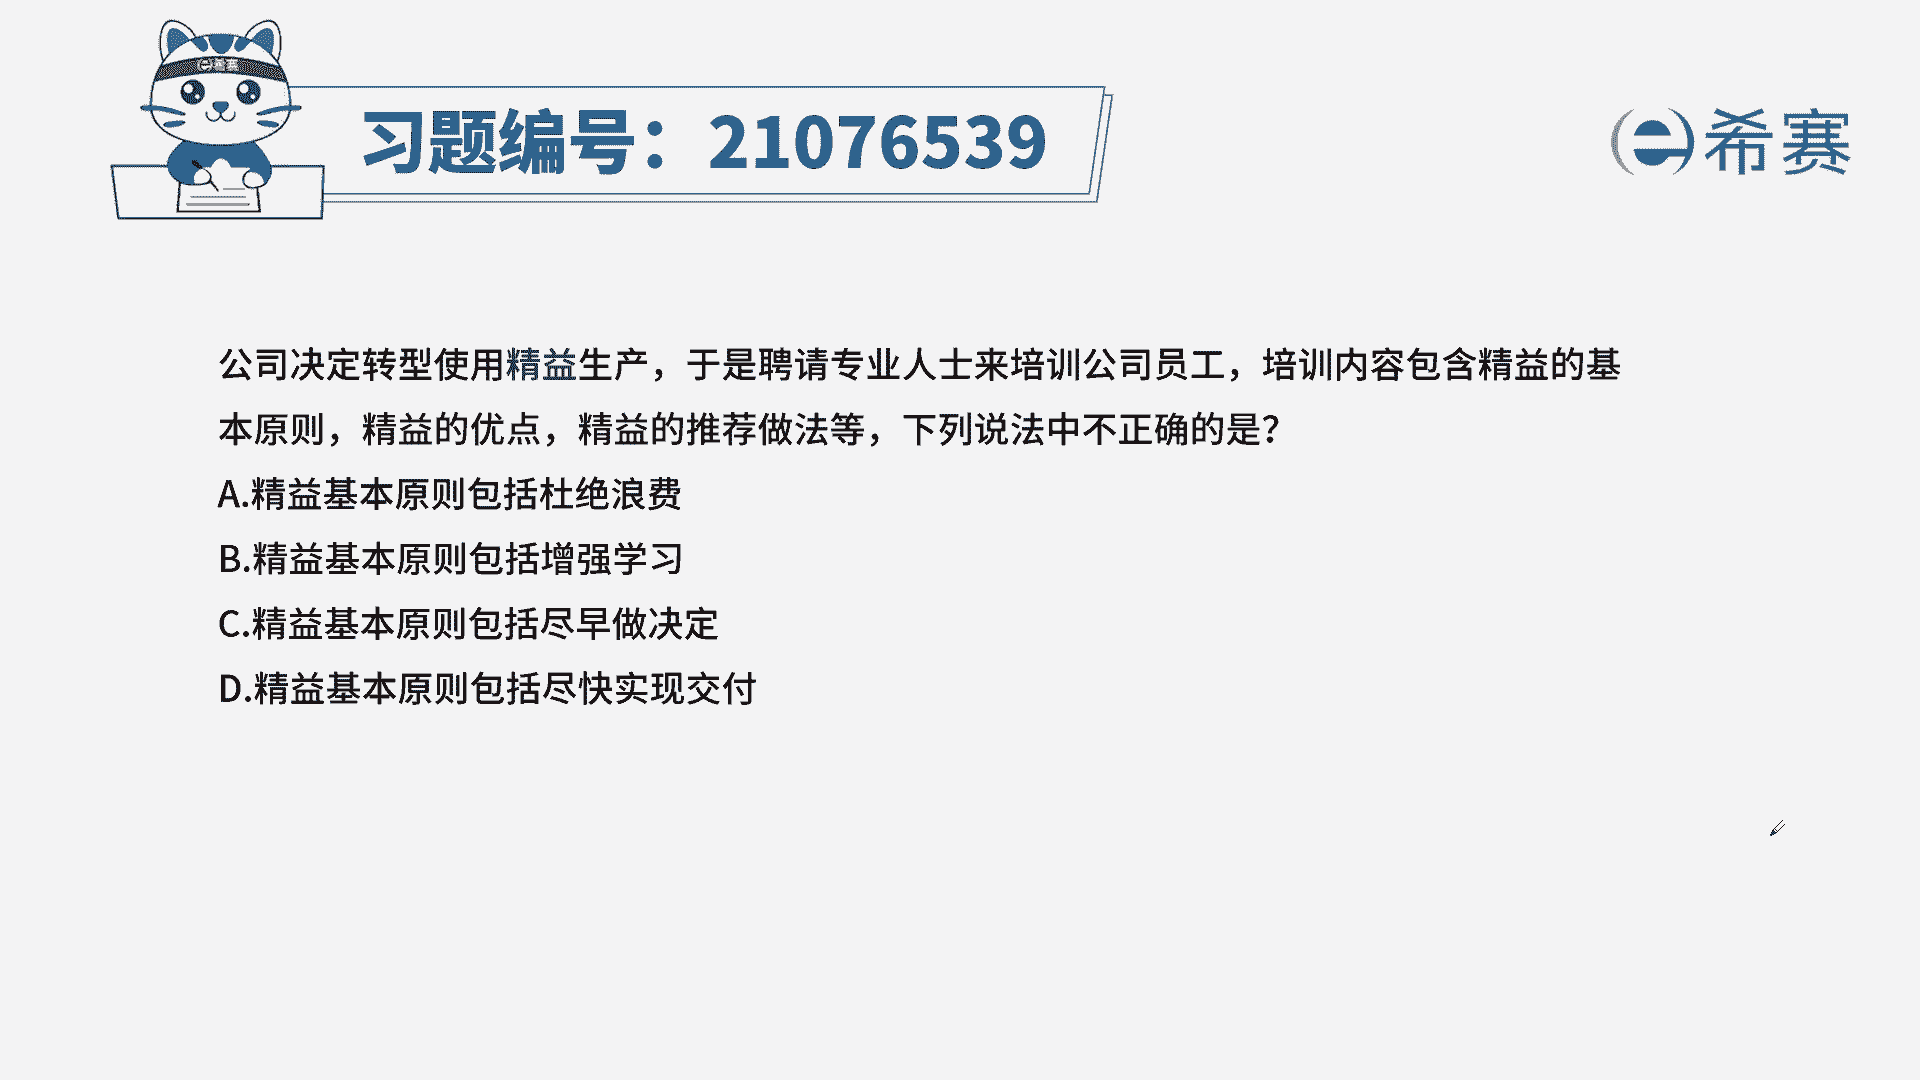 e希赛
习题编号：21076539
e希赛
公司决定转型使用精益生产，于是聘请专业人士来培训公司员工，培训内容包含精益的基
本原则，精益的优点，精益的推荐做法等，下列说法中不正确的是？
A.精益基本原则包括杜绝浪费
B.精益基本原则包括增强学习
C.精益基本原则包括尽早做决定
D.精益基本原则包括尽快实现交付